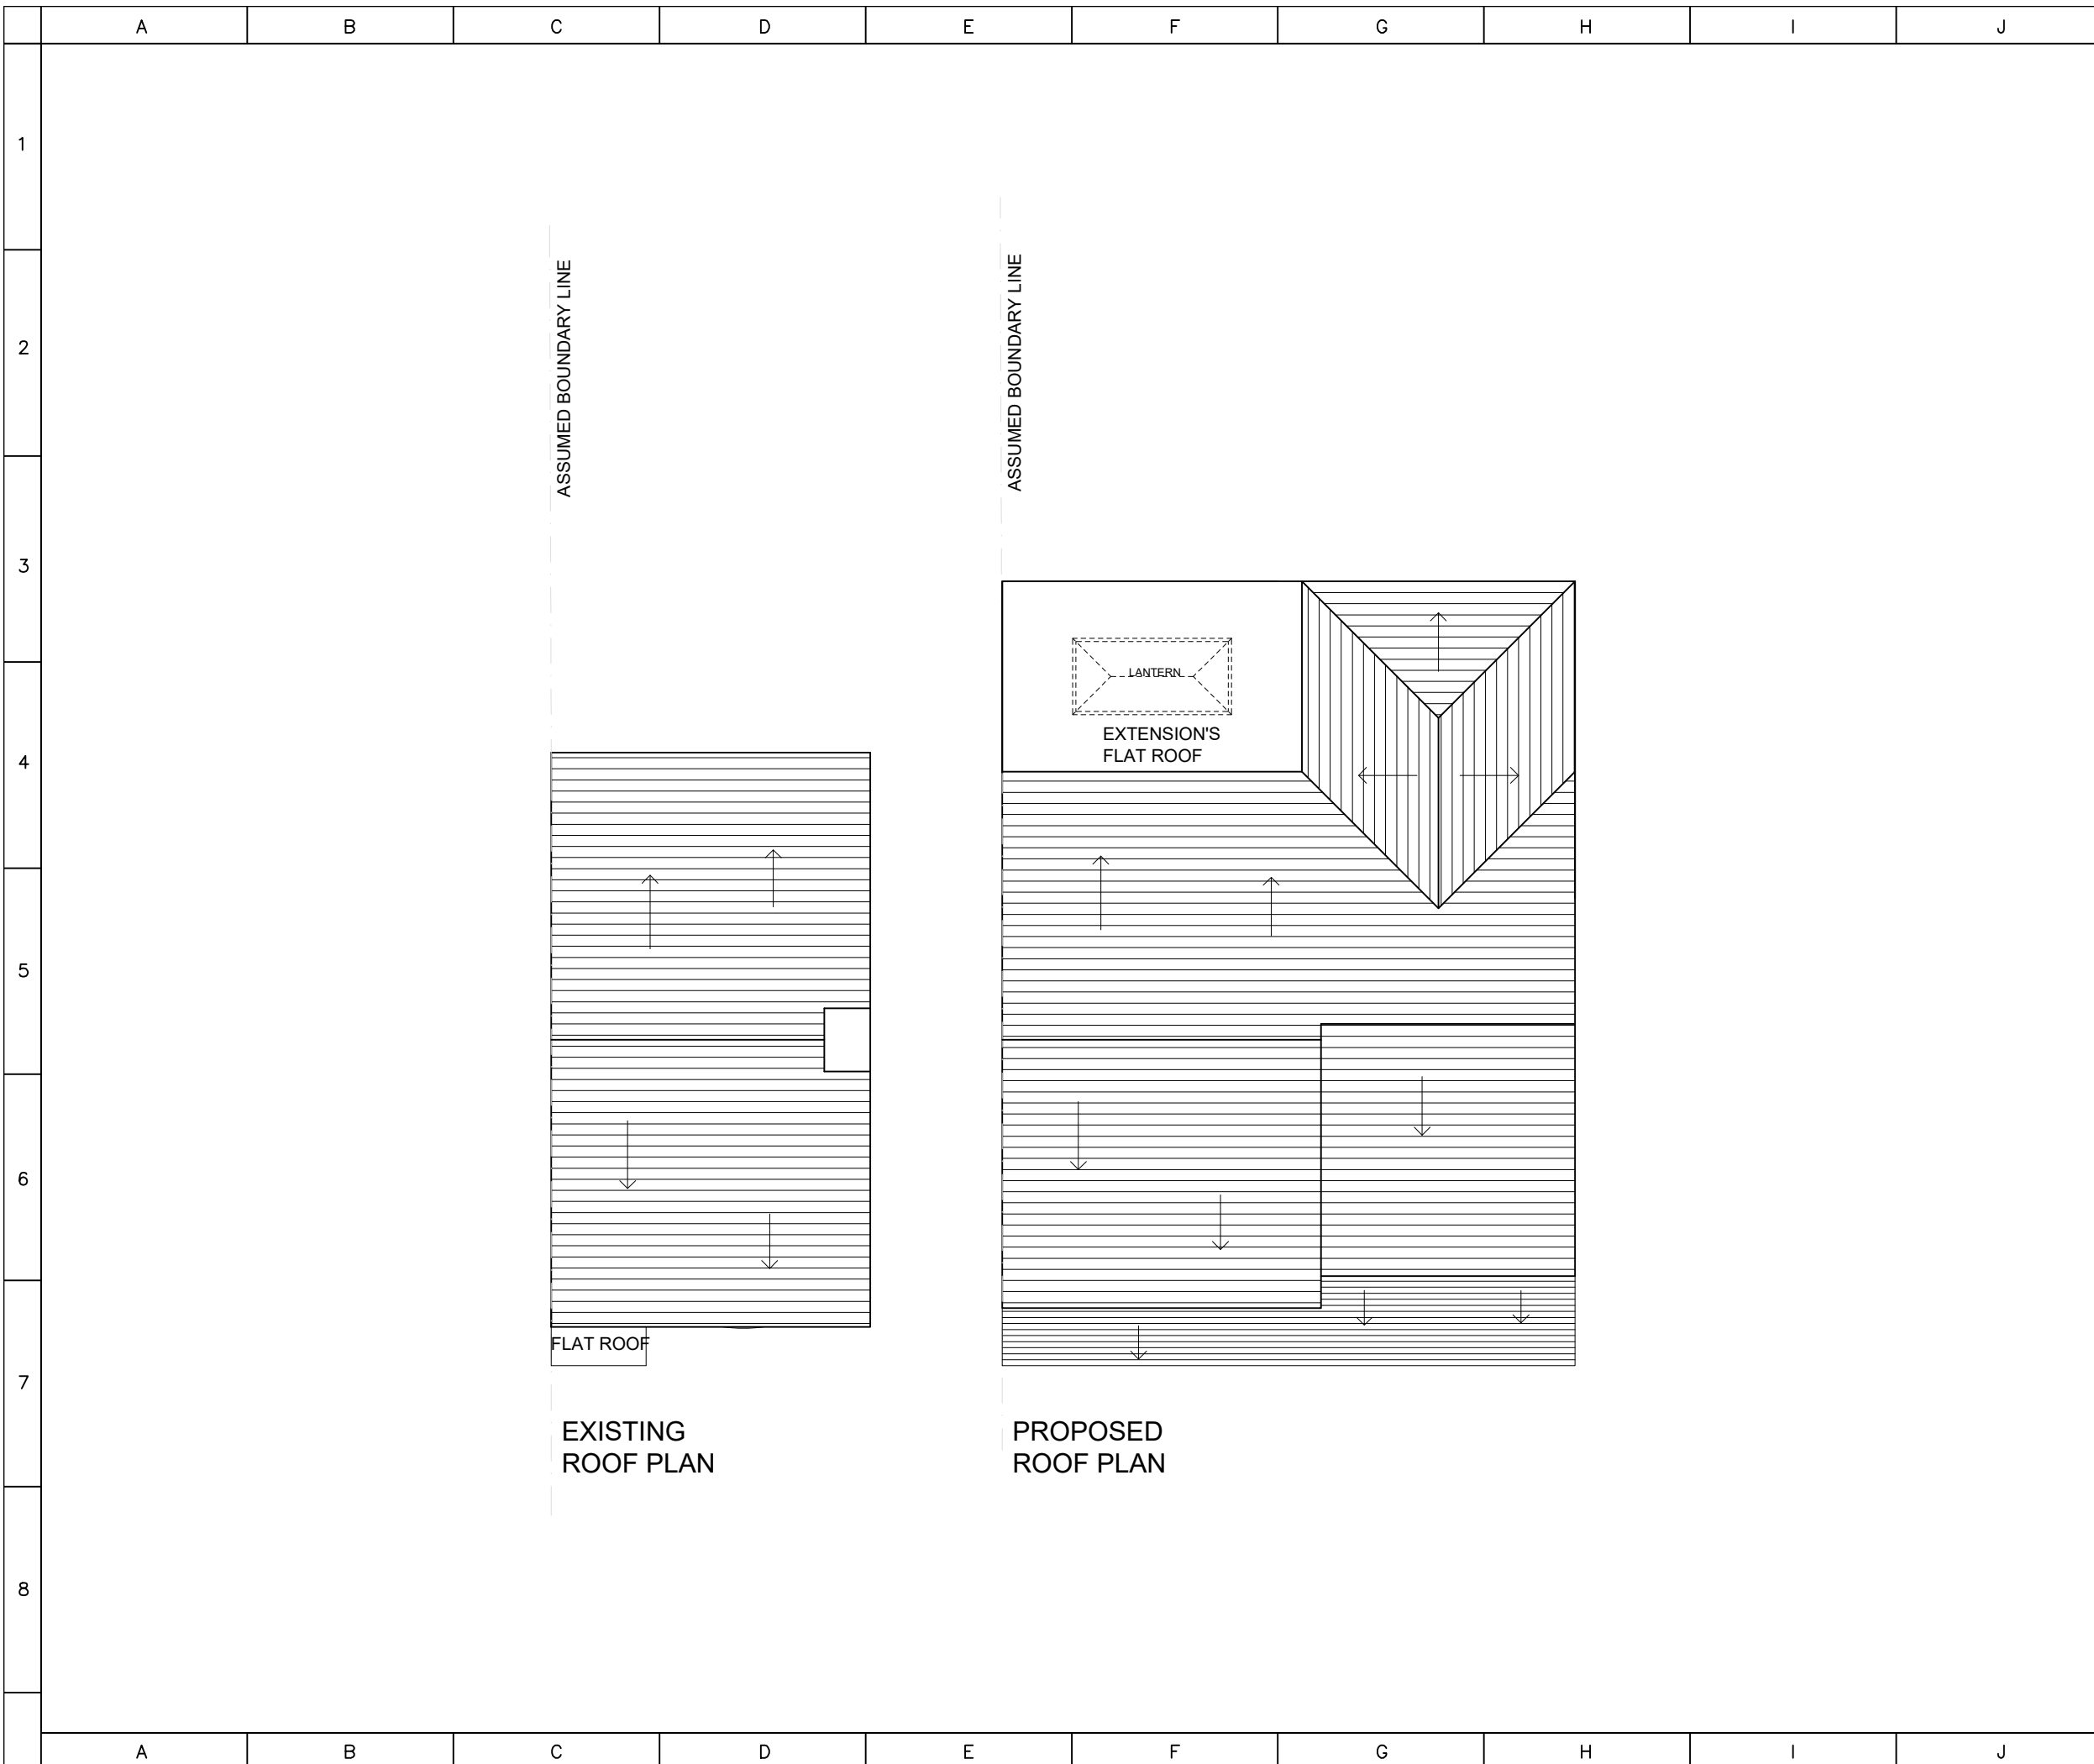 A B C D E F G H I J
1
2
3
4
5
6
7
8
ASSUMED BOUNDARY LINE
ASSUMED BOUNDARY LINE
LANTERN
EXTENSION'S
FLAT ROOF
FLAT ROOF
EXISTING
ROOF PLAN
PROPOSED
ROOF PLAN
A B C D E F G H I J